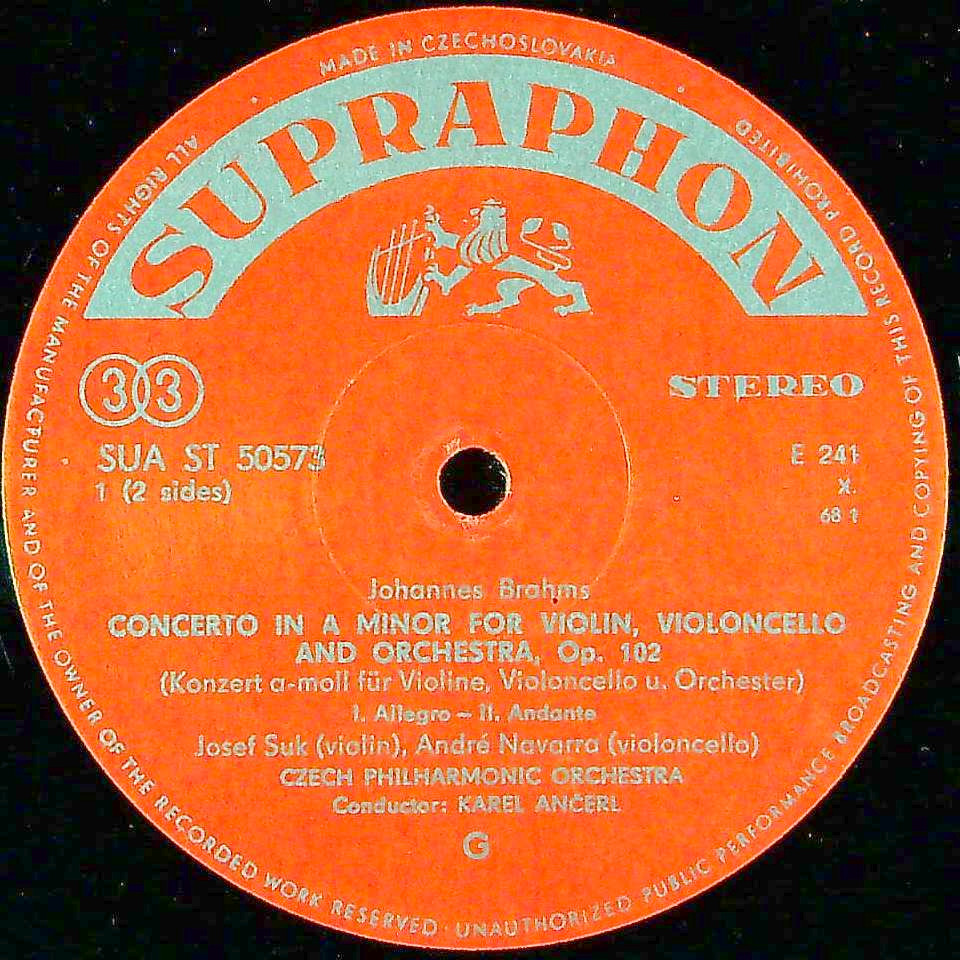 MADE IN CZECHOSLOVAKIA
SUPRAPHON
33
STEREO
SUA ST 50573
E 241
1 (2 sides)
X.
68 1
Johannes Brahms
CONCERTO IN A MINOR FOR VIOLIN, VIOLONCELLO
AND ORCHESTRA, Op. 102
(Konzert a-moll für Violine, Violoncello u. Orchester)
I. Allegro – II. Andante
Josef Suk (violin), André Navarra (violoncello)
CZECH PHILHARMONIC ORCHESTRA
Conductor: KAREL ANČERL
G
ALL RIGHTS OF THE MANUFACTURER AND OF THE OWNER OF THE RECORDED WORK RESERVED · UNAUTHORIZED PUBLIC PERFORMANCE BROADCASTING AND COPYING OF THIS RECORD PROHIBITED